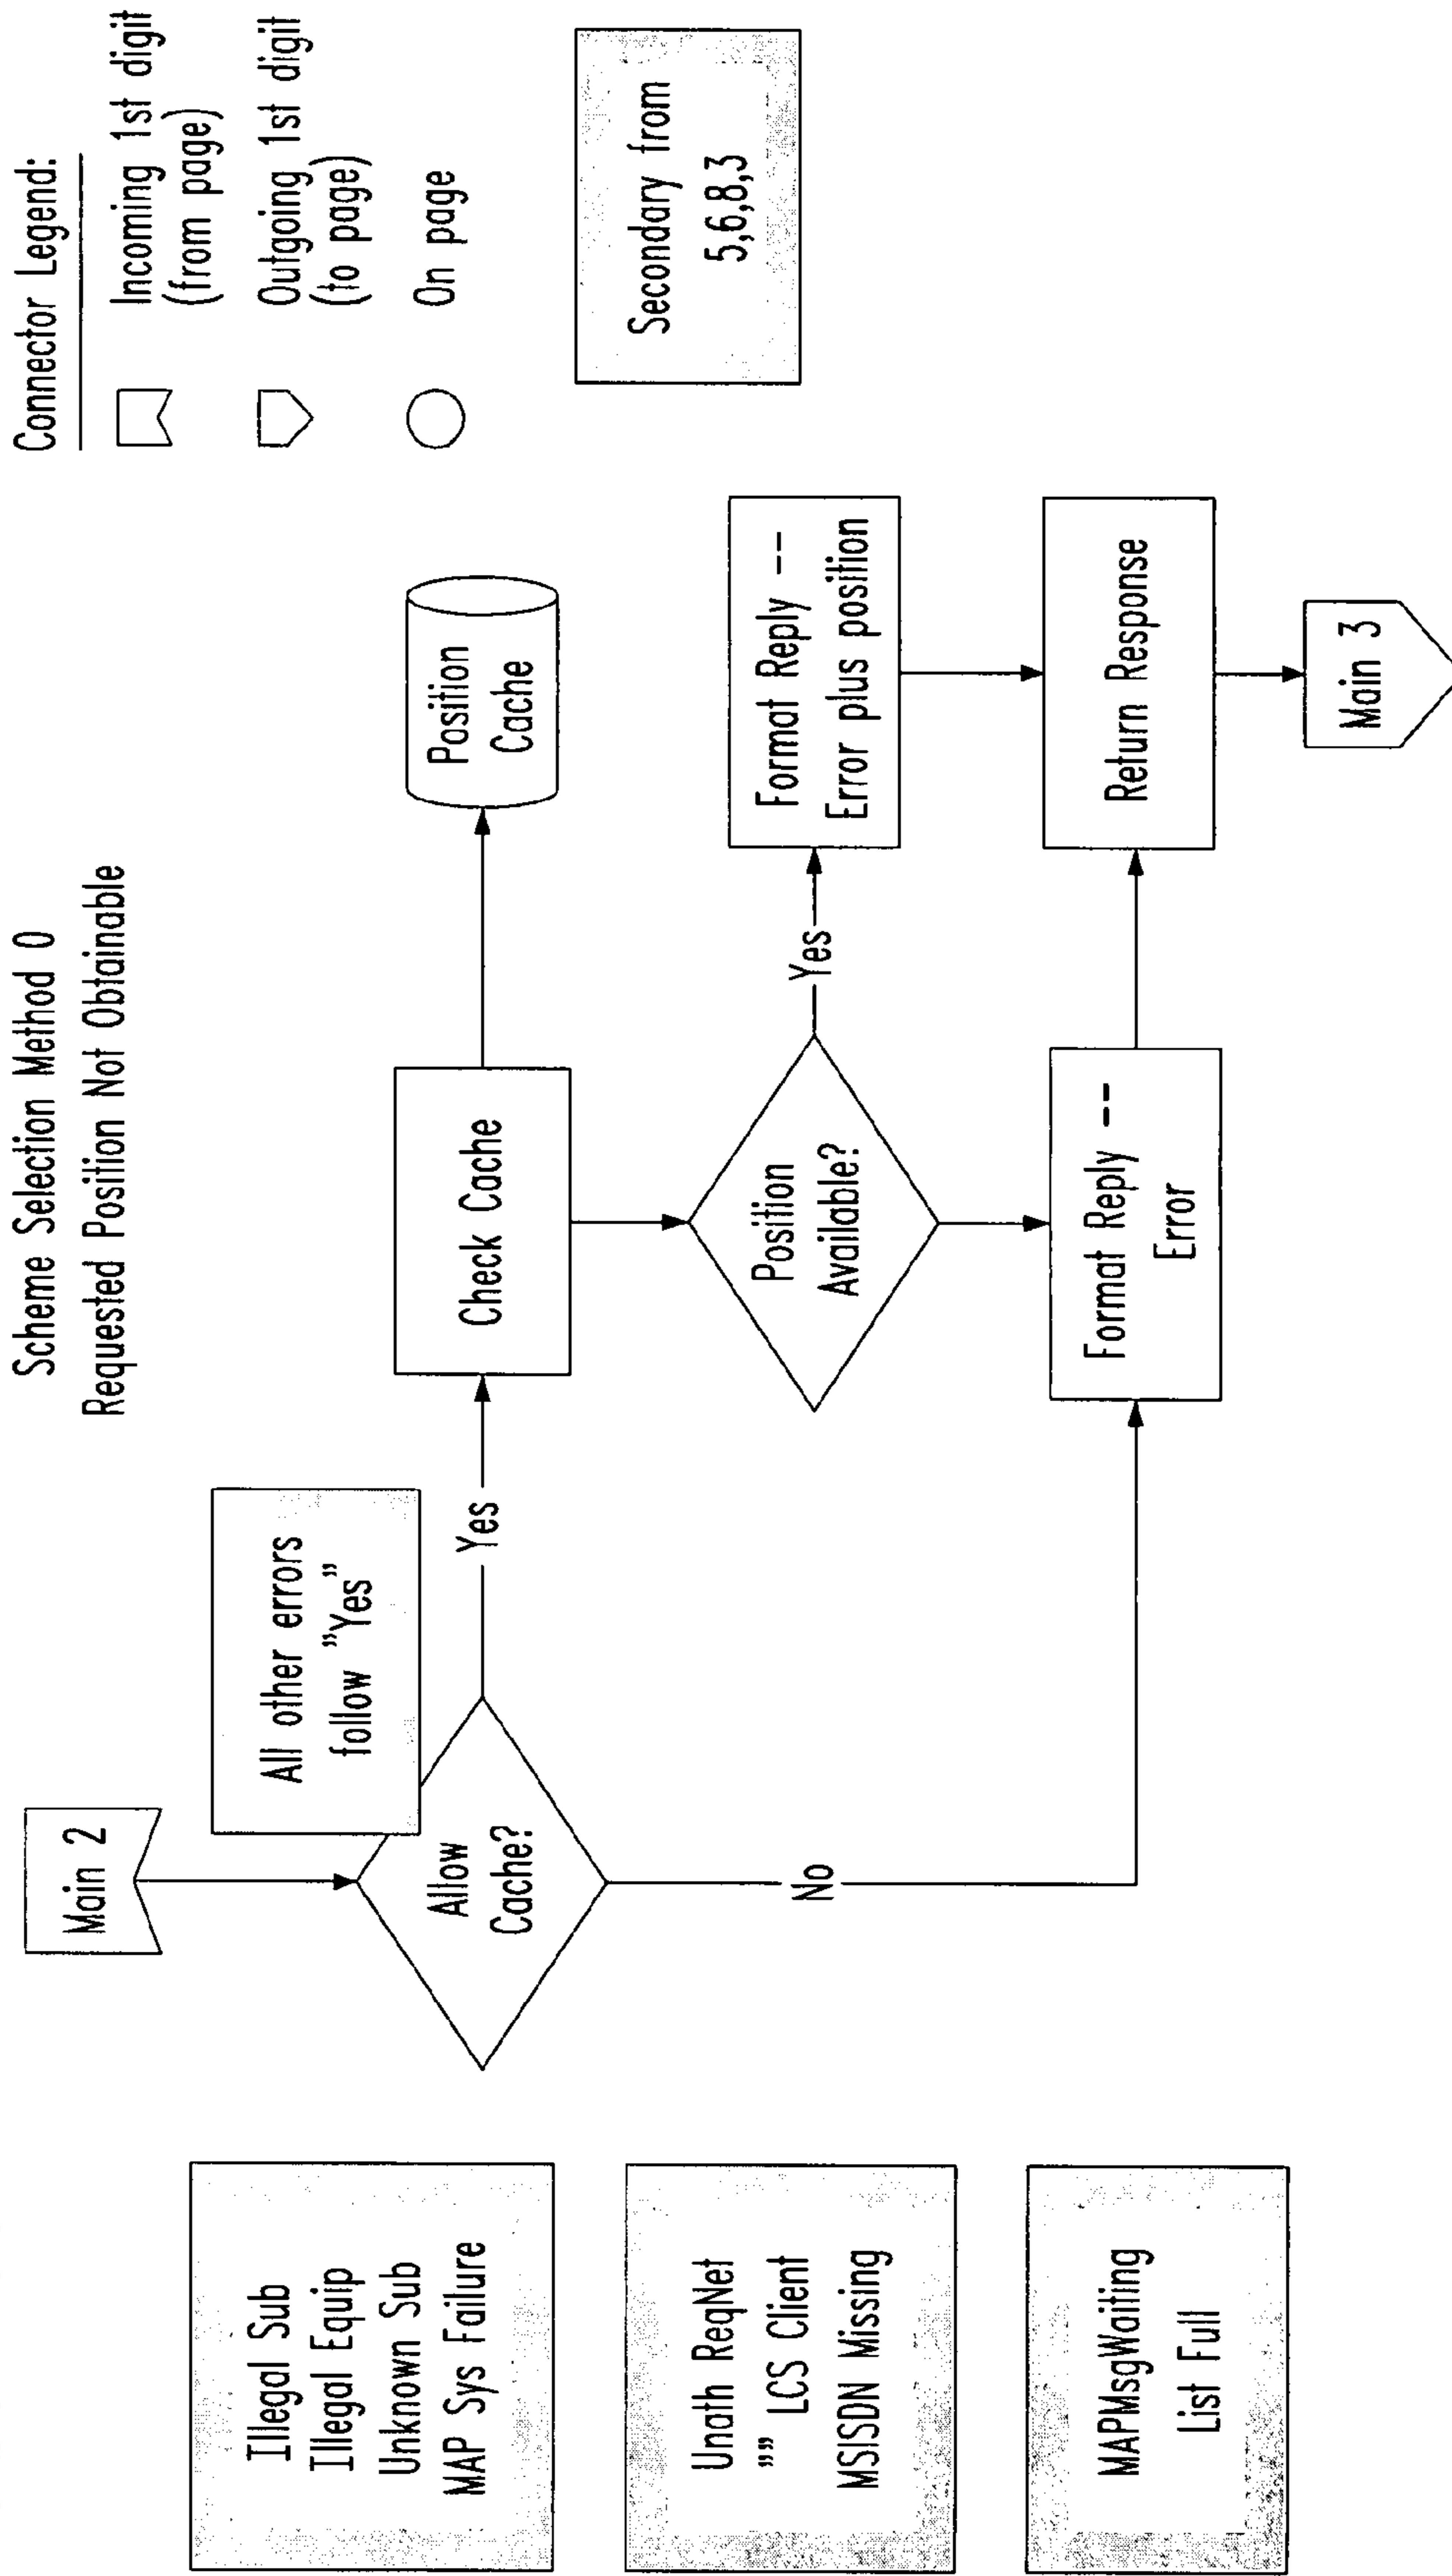 Scheme Selection Method 0
Requested Position Not Obtainable
Connector Legend:
Incoming 1st digit
(from page)
Outgoing 1st digit
(to page)
On page
Secondary from
5,6,8,3
Main 2
All other errors
follow "Yes"
Illegal Sub
Illegal Equip
Unknown Sub
MAP Sys Failure
Allow
Cache?
Yes
Check Cache
Position
Cache
Unath ReqNet
"" LCS Client
MSISDN Missing
No
Position
Available?
Yes
Format Reply --
Error plus position
MAPMsgWaiting
List Full
Format Reply --
Error
Return Response
Main 3